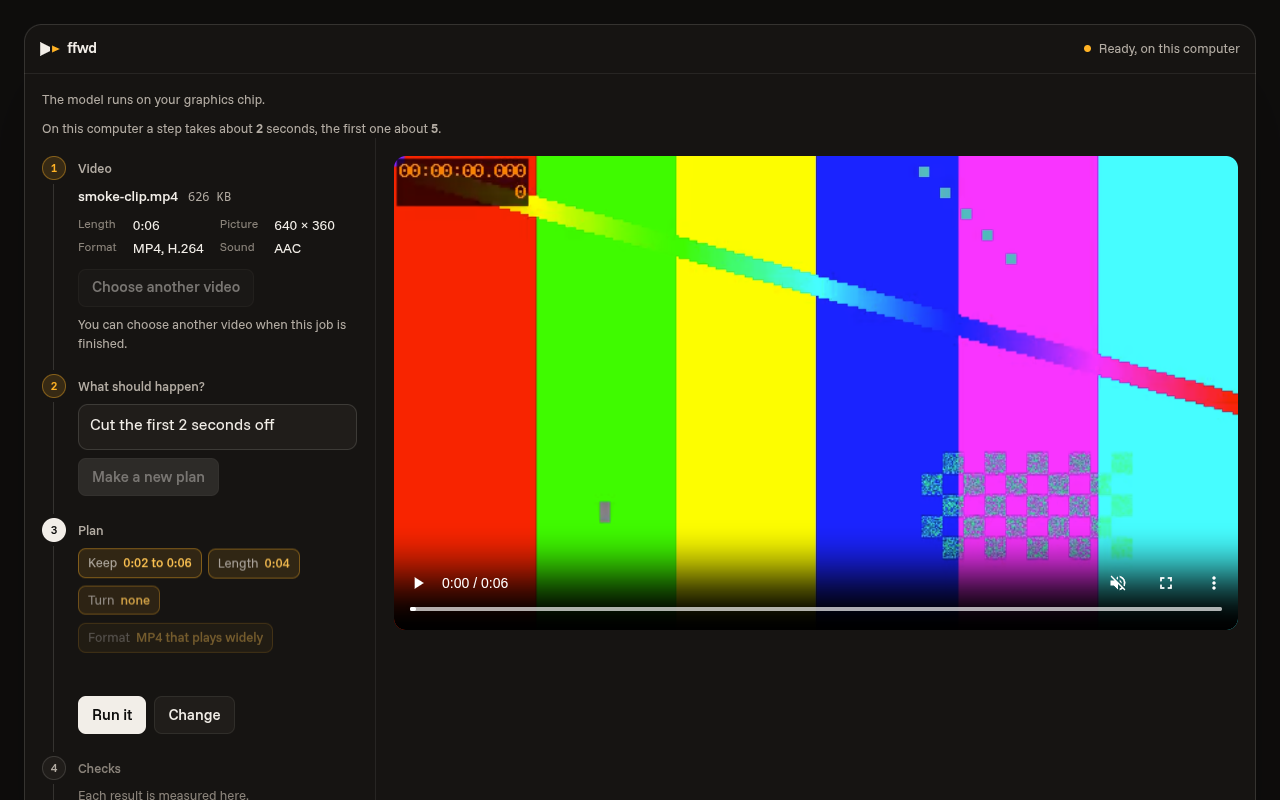 ffwd
Ready, on this computer
The model runs on your graphics chip.
On this computer a step takes about 2 seconds, the first one about 5.
1 Video
smoke-clip.mp4 626 KB
Length 0:06 Picture 640 × 360
Format MP4, H.264 Sound AAC
Choose another video
You can choose another video when this job is
finished.
2 What should happen?
Cut the first 2 seconds off
Make a new plan
3 Plan
Keep 0:02 to 0:06 Length 0:04
Turn none
Format MP4 that plays widely
Run it Change
4 Checks
Each result is measured here.
00:00:00.000
0
0:00 / 0:06